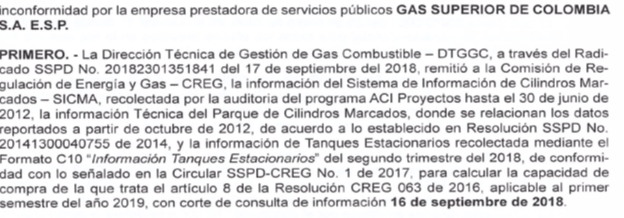 inconformidad por la empresa prestadora de servicios públicos GAS SUPERIOR DE COLOMBIA
S.A. E.S.P.
PRIMERO. - La Dirección Técnica de Gestión de Gas Combustible – DTGGC, a través del Radi-
cado SSPD No. 20182301351841 del 17 de septiembre del 2018, remitió a la Comisión de Re-
gulación de Energía y Gas – CREG, la información del Sistema de Información de Cilindros Mar-
cados – SICMA, recolectada por la auditoria del programa ACI Proyectos hasta el 30 de junio de
2012, la información Técnica del Parque de Cilindros Marcados, donde se relacionan los datos
reportados a partir de octubre de 2012, de acuerdo a lo establecido en Resolución SSPD No.
20141300040755 de 2014, y la información de Tanques Estacionarios recolectada mediante el
Formato C10 “Información Tanques Estacionarios” del segundo trimestre del 2018, de conformi-
dad con lo señalado en la Circular SSPD-CREG No. 1 de 2017, para calcular la capacidad de
compra de la que trata el artículo 8 de la Resolución CREG 063 de 2016, aplicable al primer
semestre del año 2019, con corte de consulta de información 16 de septiembre de 2018.